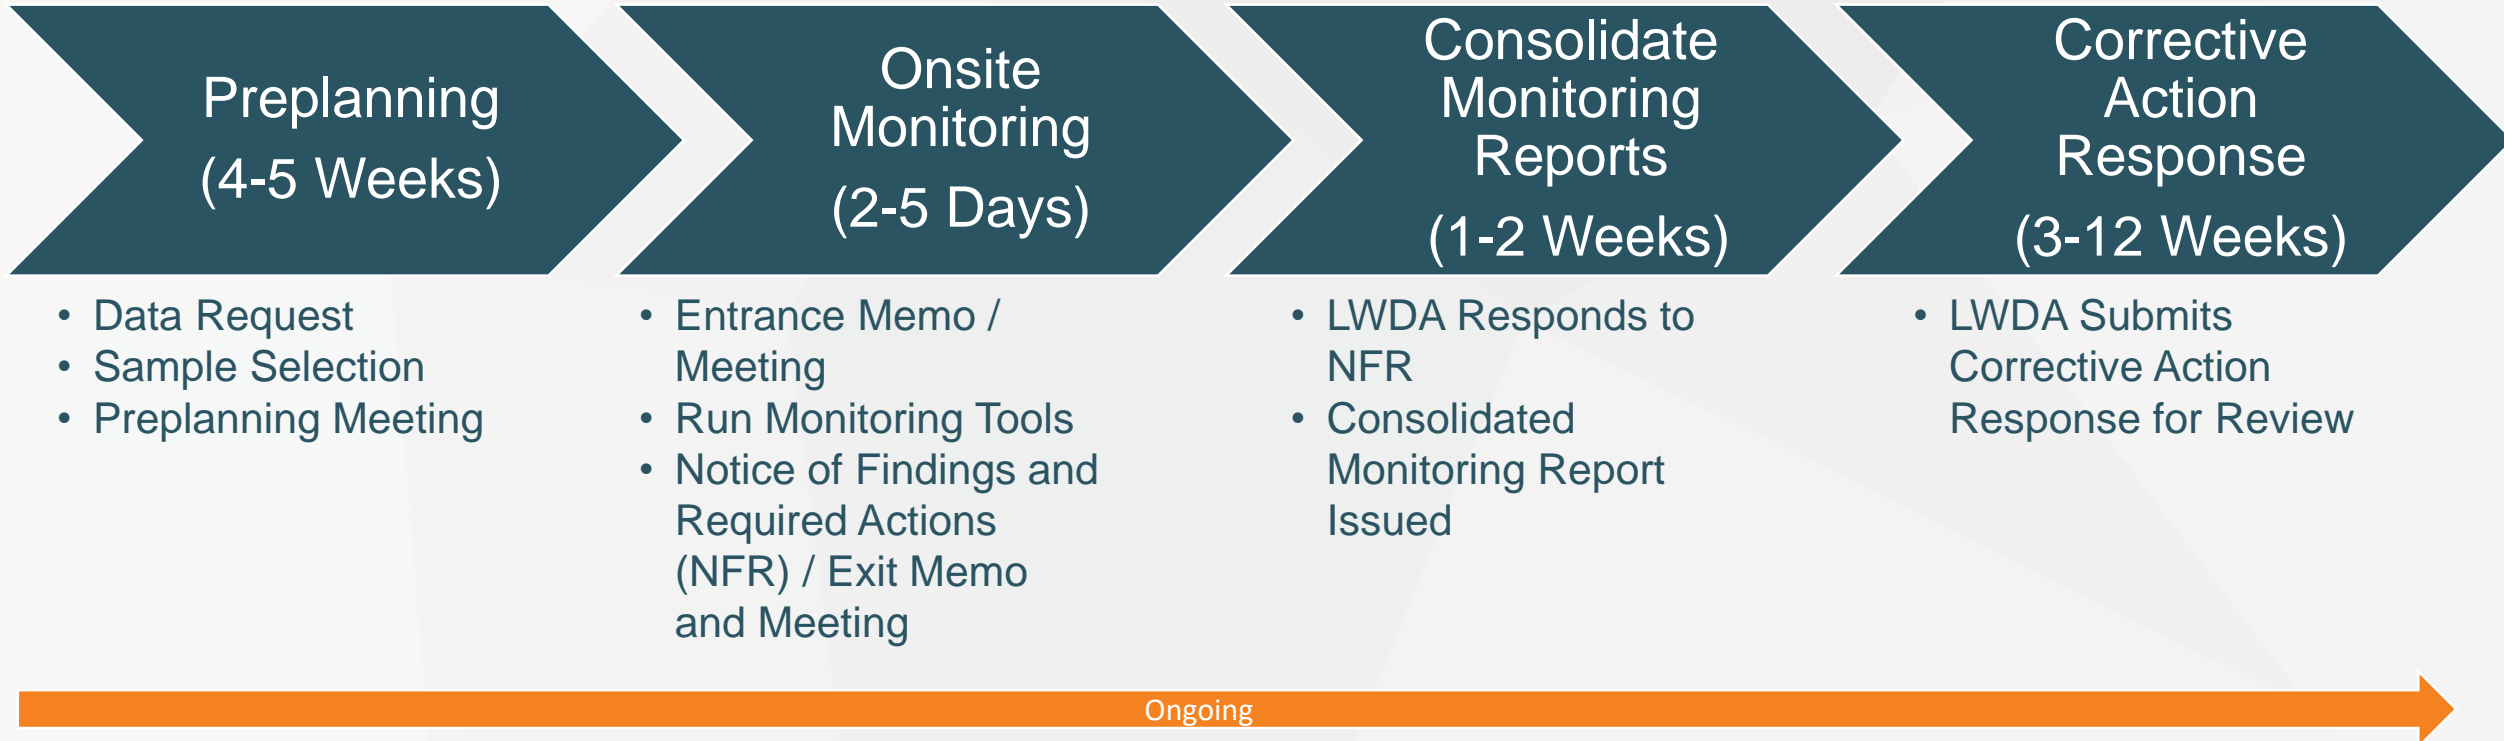 Preplanning
(4-5 Weeks)
Onsite
Monitoring
(2-5 Days)
Consolidate
Monitoring
Reports
(1-2 Weeks)
Corrective
Action
Response
(3-12 Weeks)
• Data Request
• Sample Selection
• Preplanning Meeting
• Entrance Memo /
Meeting
• Run Monitoring Tools
• Notice of Findings and
Required Actions
(NFR) / Exit Memo
and Meeting
• LWDA Responds to
NFR
• Consolidated
Monitoring Report
Issued
• LWDA Submits
Corrective Action
Response for Review
Ongoing